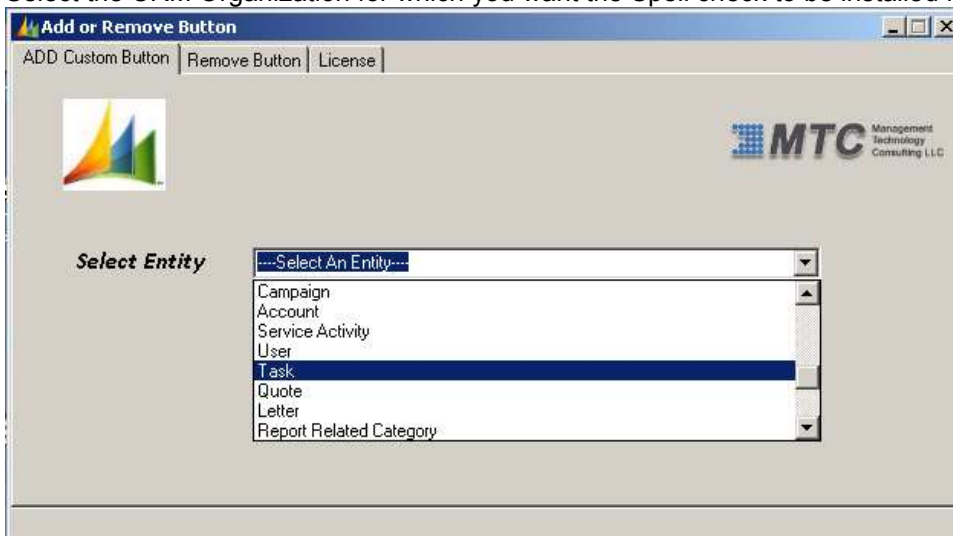 Select the CRM Organization for which you want the Spell check to be installed
Add or Remove Button
ADD Custom Button Remove Button License
MTC Management Technology Consulting LLC
Select Entity
----Select An Entity----
Campaign
Account
Service Activity
User
Task
Quote
Letter
Report Related Category